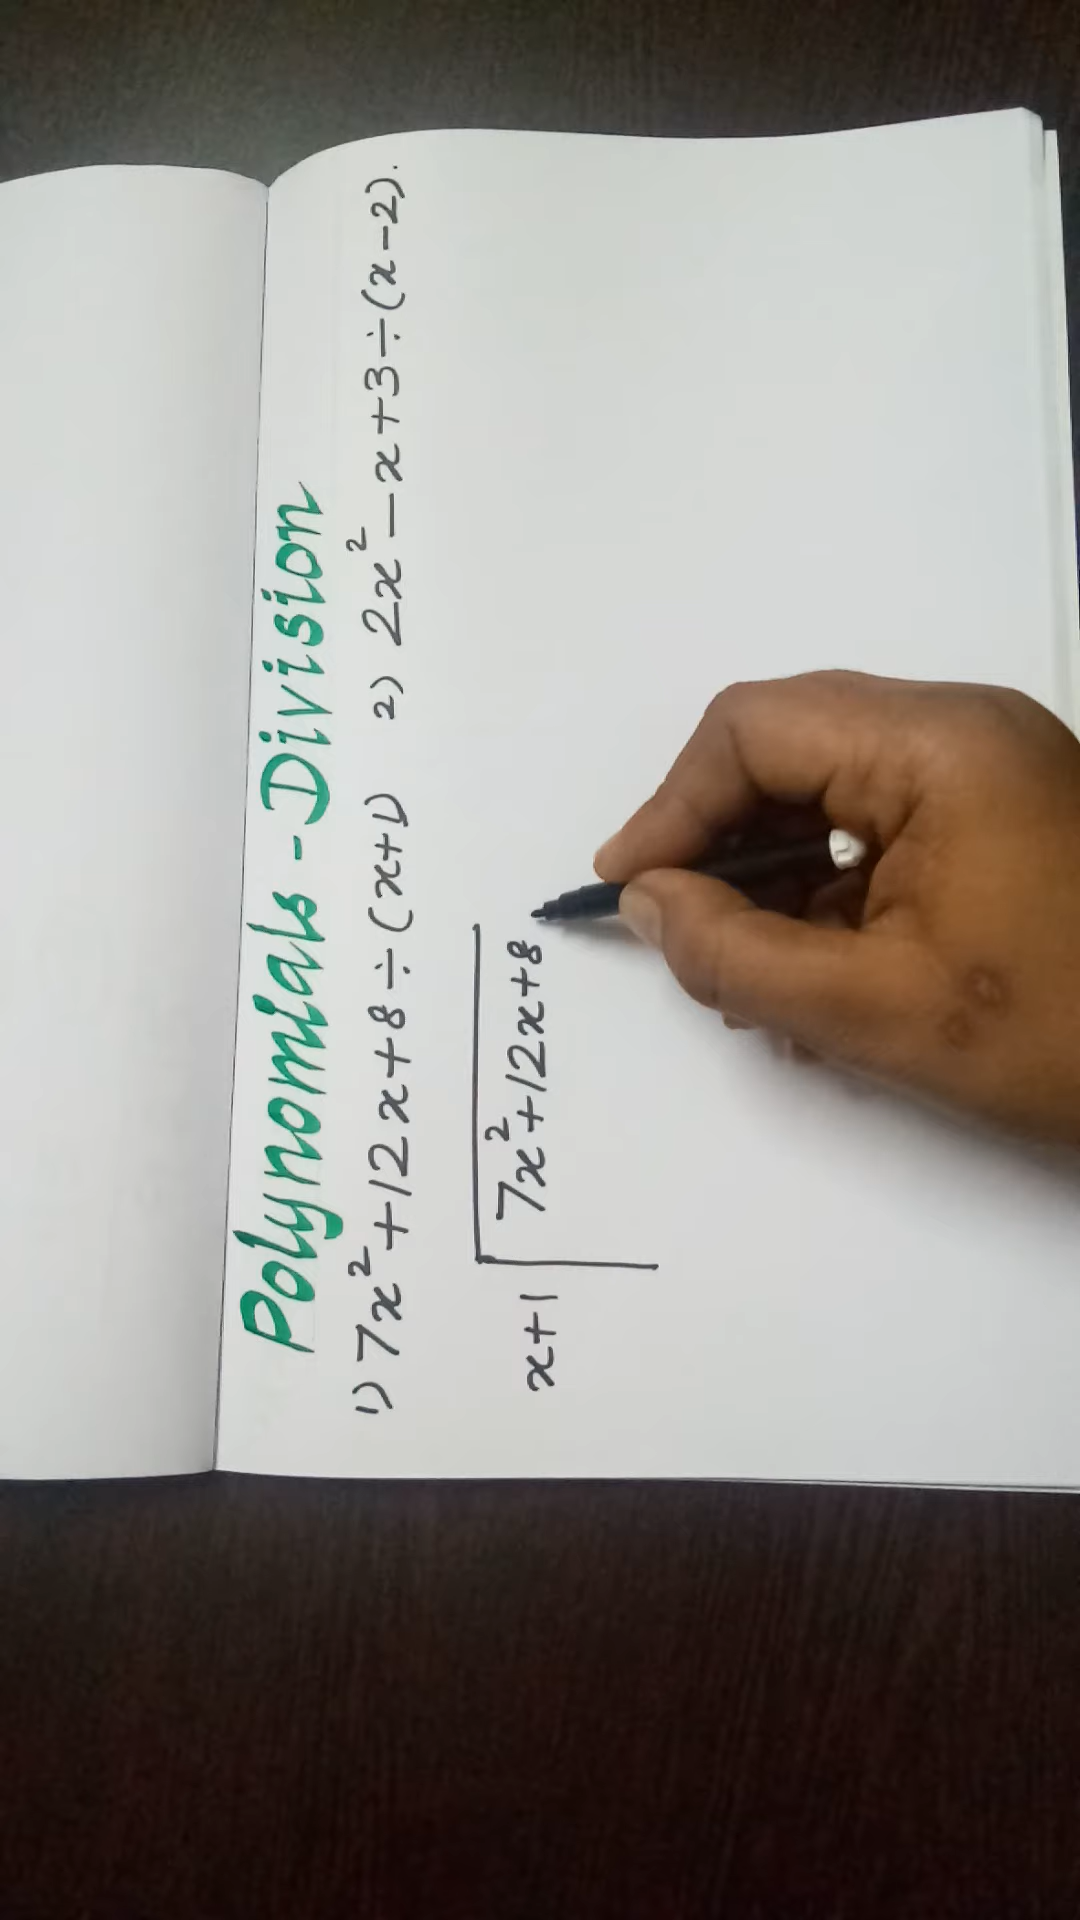 Polynomials - Division
1) 7x²+12x+8÷(x+1) 2) 2x²-x+3÷(x-2).
x+1 7x²+12x+8